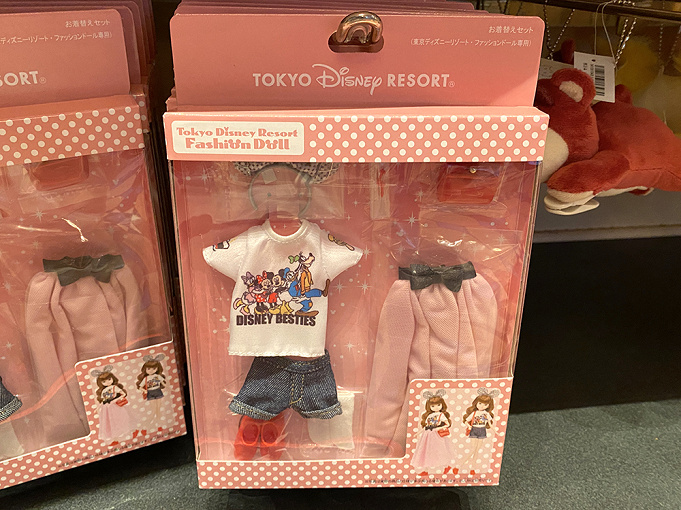 お着替えセット
(東京ディズニーリゾート・ファッションドール専用)
TOKYO Disney RESORT®
Tokyo Disney Resort
Fashion Doll
DISNEY BESTIES
ORT®